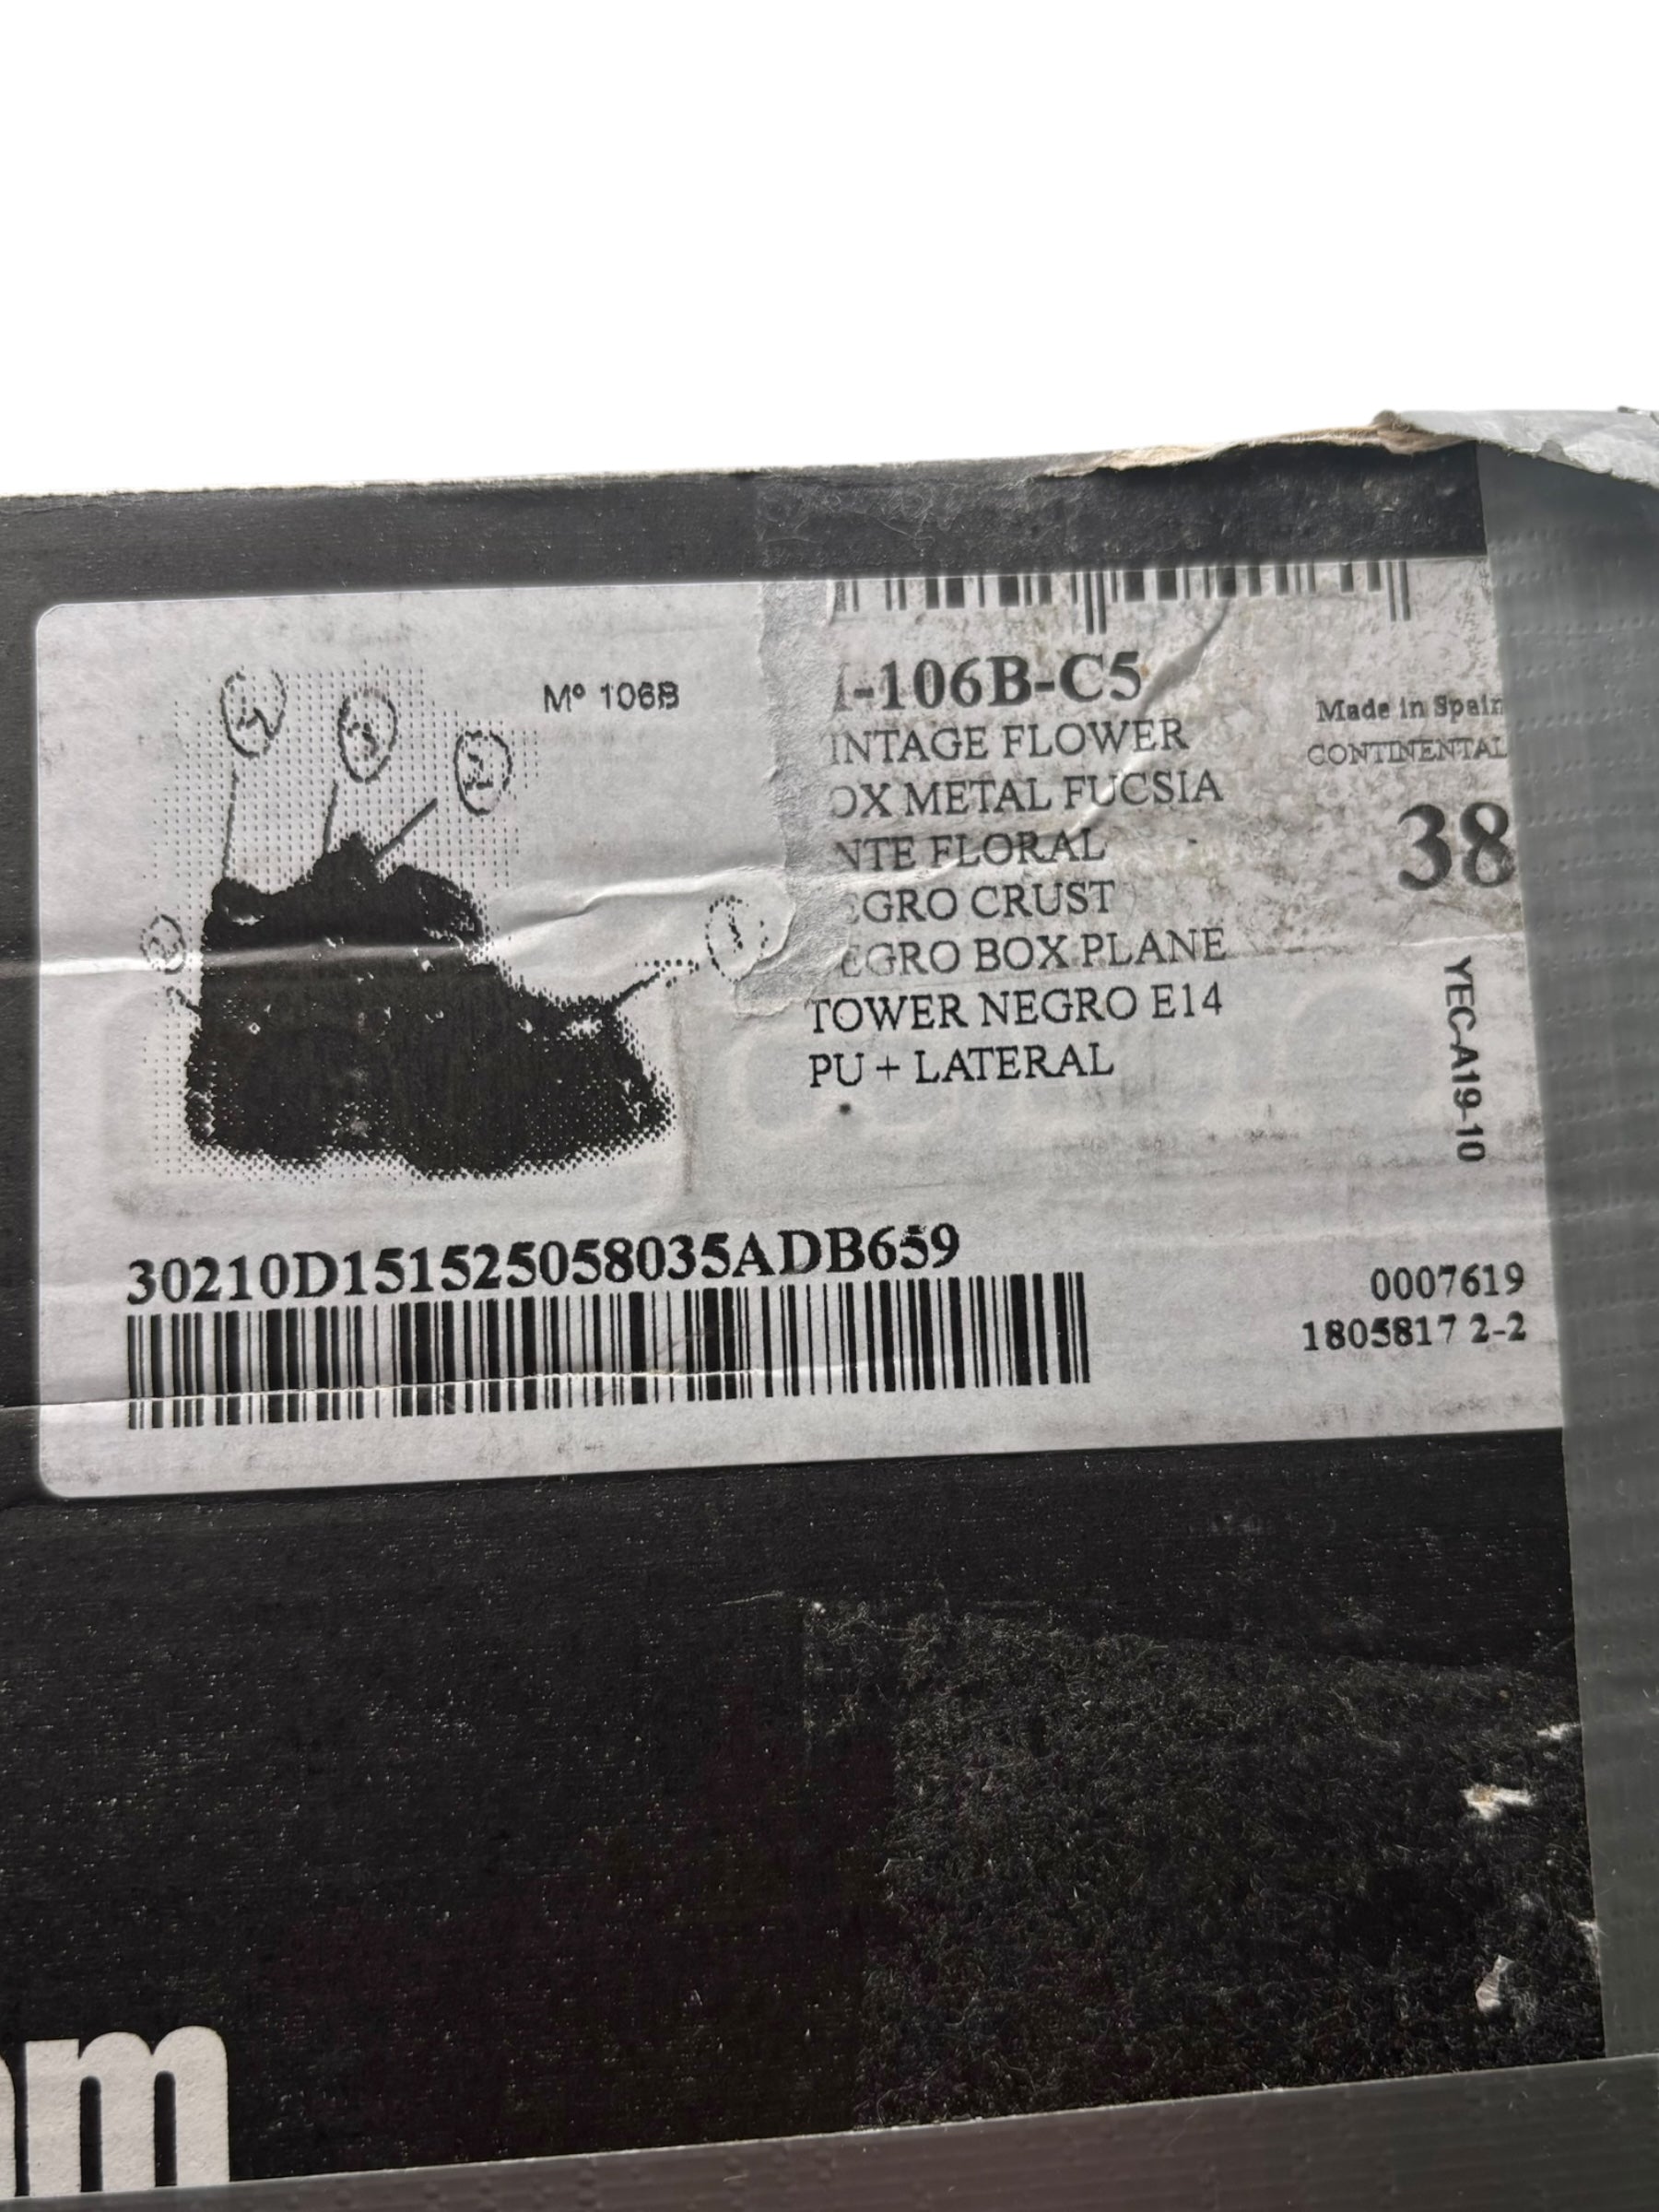 Mº 106B
-106B-C5
INTAGE FLOWER
OX METAL FUCSIA
NTE FLORAL
EGRO CRUST
EGRO BOX PLANE
TOWER NEGRO E14
PU + LATERAL
Made in Spain
CONTINENTAL
38
YEC-A19-10
30210D151525058035ADB659
0007619
1805817 2-2
om